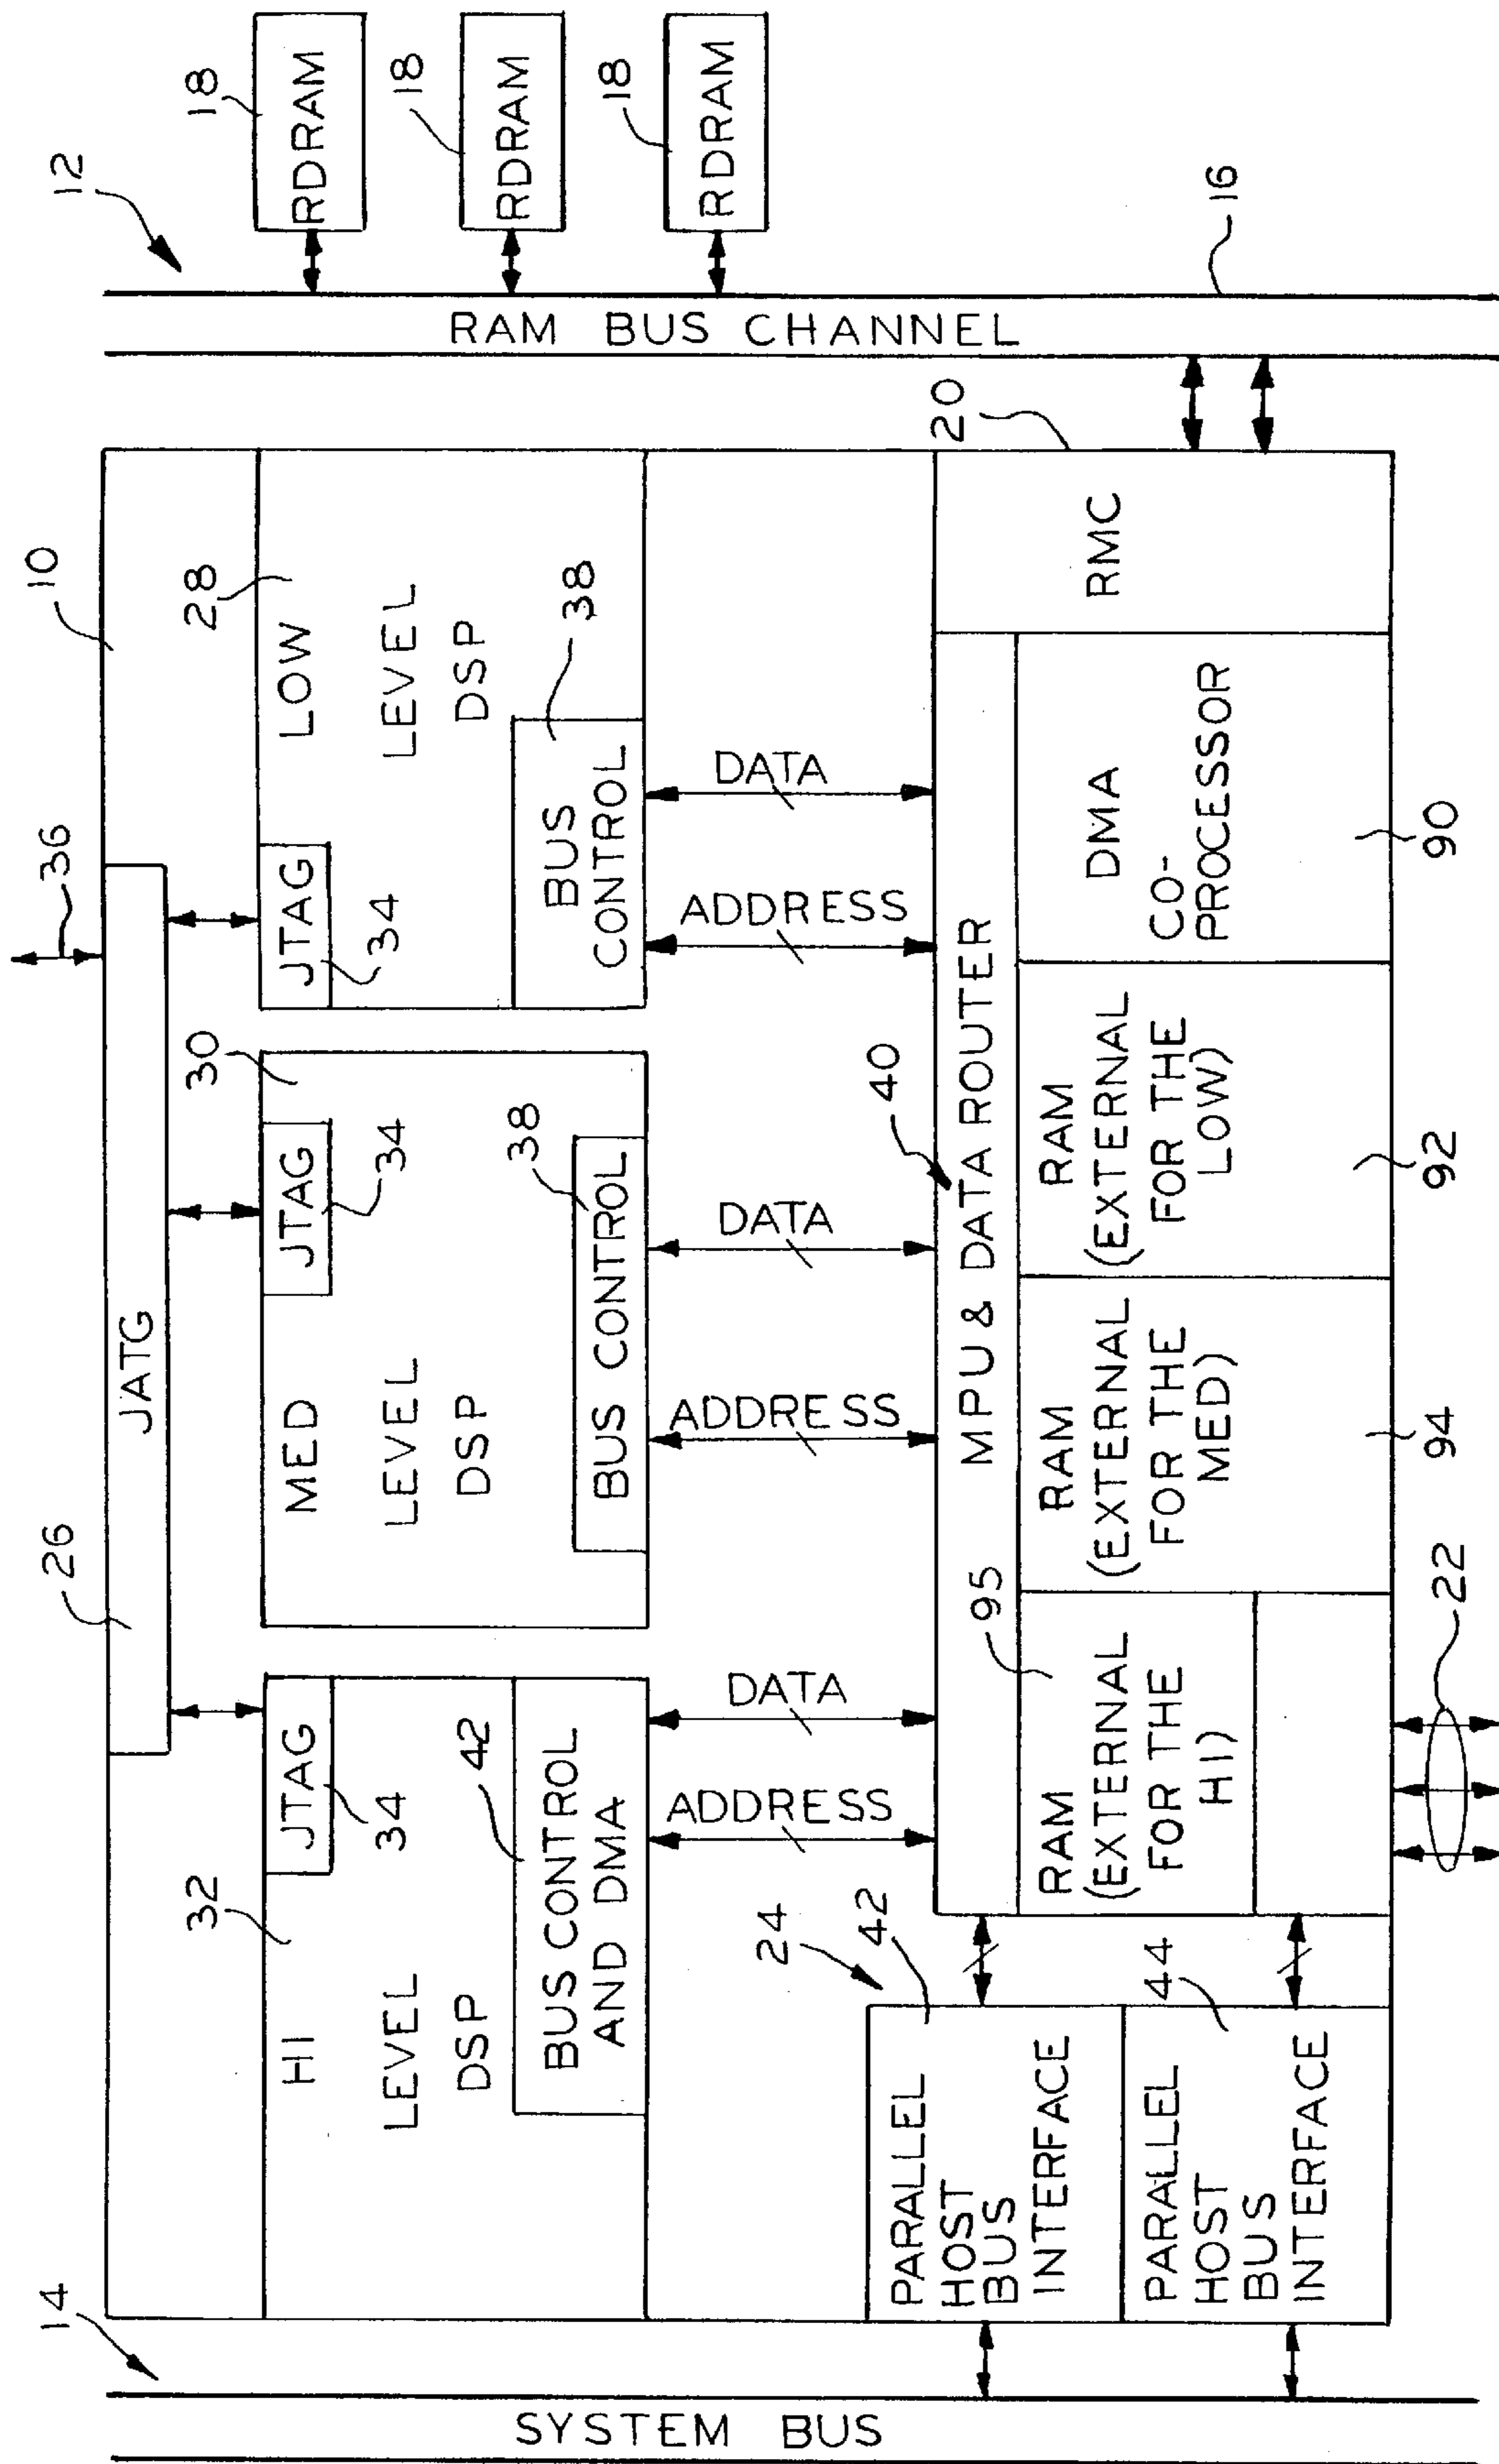 12
18
RDRAM
18
RDRAM
18
RDRAM
RAM BUS CHANNEL
16
10
36
26
JATG
28
LOW
LEVEL
DSP
JTAG
34
38
BUS
CONTROL
30
MED
LEVEL
DSP
JTAG
34
38
BUS CONTROL
32
HI
LEVEL
DSP
JTAG
34
42
BUS CONTROL
AND DMA
ADDRESS
DATA
ADDRESS
DATA
ADDRESS
DATA
40
MPU & DATA ROUTER
20
RMC
DMA
CO-
PROCESSOR
90
RAM
(EXTERNAL
FOR THE
LOW)
92
RAM
(EXTERNAL
FOR THE
MED)
94
95
RAM
(EXTERNAL
FOR THE
HI)
22
24
42
PARALLEL
HOST
BUS
INTERFACE
44
PARALLEL
HOST
BUS
INTERFACE
14
SYSTEM BUS